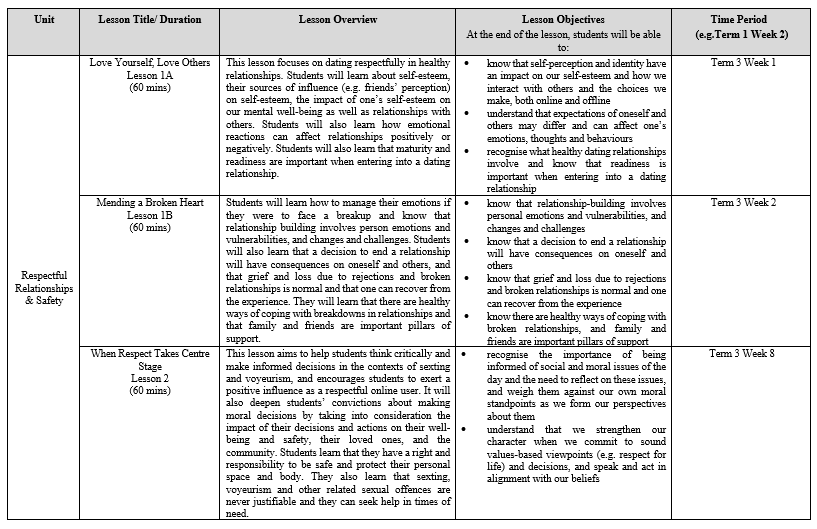 Unit
Lesson Title/ Duration
Lesson Overview
Lesson Objectives
At the end of the lesson, students will be able
to:
Time Period
(e.g.Term 1 Week 2)
Respectful
Relationships
& Safety
Love Yourself, Love Others
Lesson 1A
(60 mins)
This lesson focuses on dating respectfully in healthy
relationships. Students will learn about self-esteem,
their sources of influence (e.g. friends’ perception)
on self-esteem, the impact of one’s self-esteem on
our mental well-being as well as relationships with
others. Students will also learn how emotional
reactions can affect relationships positively or
negatively. Students will also learn that maturity and
readiness are important when entering into a dating
relationship.
• know that self-perception and identity have
an impact on our self-esteem and how we
interact with others and the choices we
make, both online and offline
• understand that expectations of oneself and
others may differ and can affect one’s
emotions, thoughts and behaviours
• recognise what healthy dating relationships
involve and know that readiness is
important when entering into a dating
relationship
Term 3 Week 1
Mending a Broken Heart
Lesson 1B
(60 mins)
Students will learn how to manage their emotions if
they were to face a breakup and know that
relationship building involves person emotions and
vulnerabilities, and changes and challenges. Students
will also learn that a decision to end a relationship
will have consequences on oneself and others, and
that grief and loss due to rejections and broken
relationships is normal and that one can recover from
the experience. They will learn that there are healthy
ways of coping with breakdowns in relationships and
that family and friends are important pillars of
support.
• know that relationship-building involves
personal emotions and vulnerabilities, and
changes and challenges
• know that a decision to end a relationship
will have consequences on oneself and
others
• know that grief and loss due to rejections
and broken relationships is normal and one
can recover from the experience
• know there are healthy ways of coping with
broken relationships, and family and
friends are important pillars of support
Term 3 Week 2
When Respect Takes Centre
Stage
Lesson 2
(60 mins)
This lesson aims to help students think critically and
make informed decisions in the contexts of sexting
and voyeurism, and encourages students to exert a
positive influence as a respectful online user. It will
also deepen students’ convictions about making
moral decisions by taking into consideration the
impact of their decisions and actions on their well-
being and safety, their loved ones, and the
community. Students learn that they have a right and
responsibility to be safe and protect their personal
space and body. They also learn that sexting,
voyeurism and other related sexual offences are
never justifiable and they can seek help in times of
need.
• recognise the importance of being
informed of social and moral issues of the
day and the need to reflect on these issues,
and weigh them against our own moral
standpoints as we form our perspectives
about them
• understand that we strengthen our
character when we commit to sound
values-based viewpoints (e.g. respect for
life) and decisions, and speak and act in
alignment with our beliefs
Term 3 Week 8